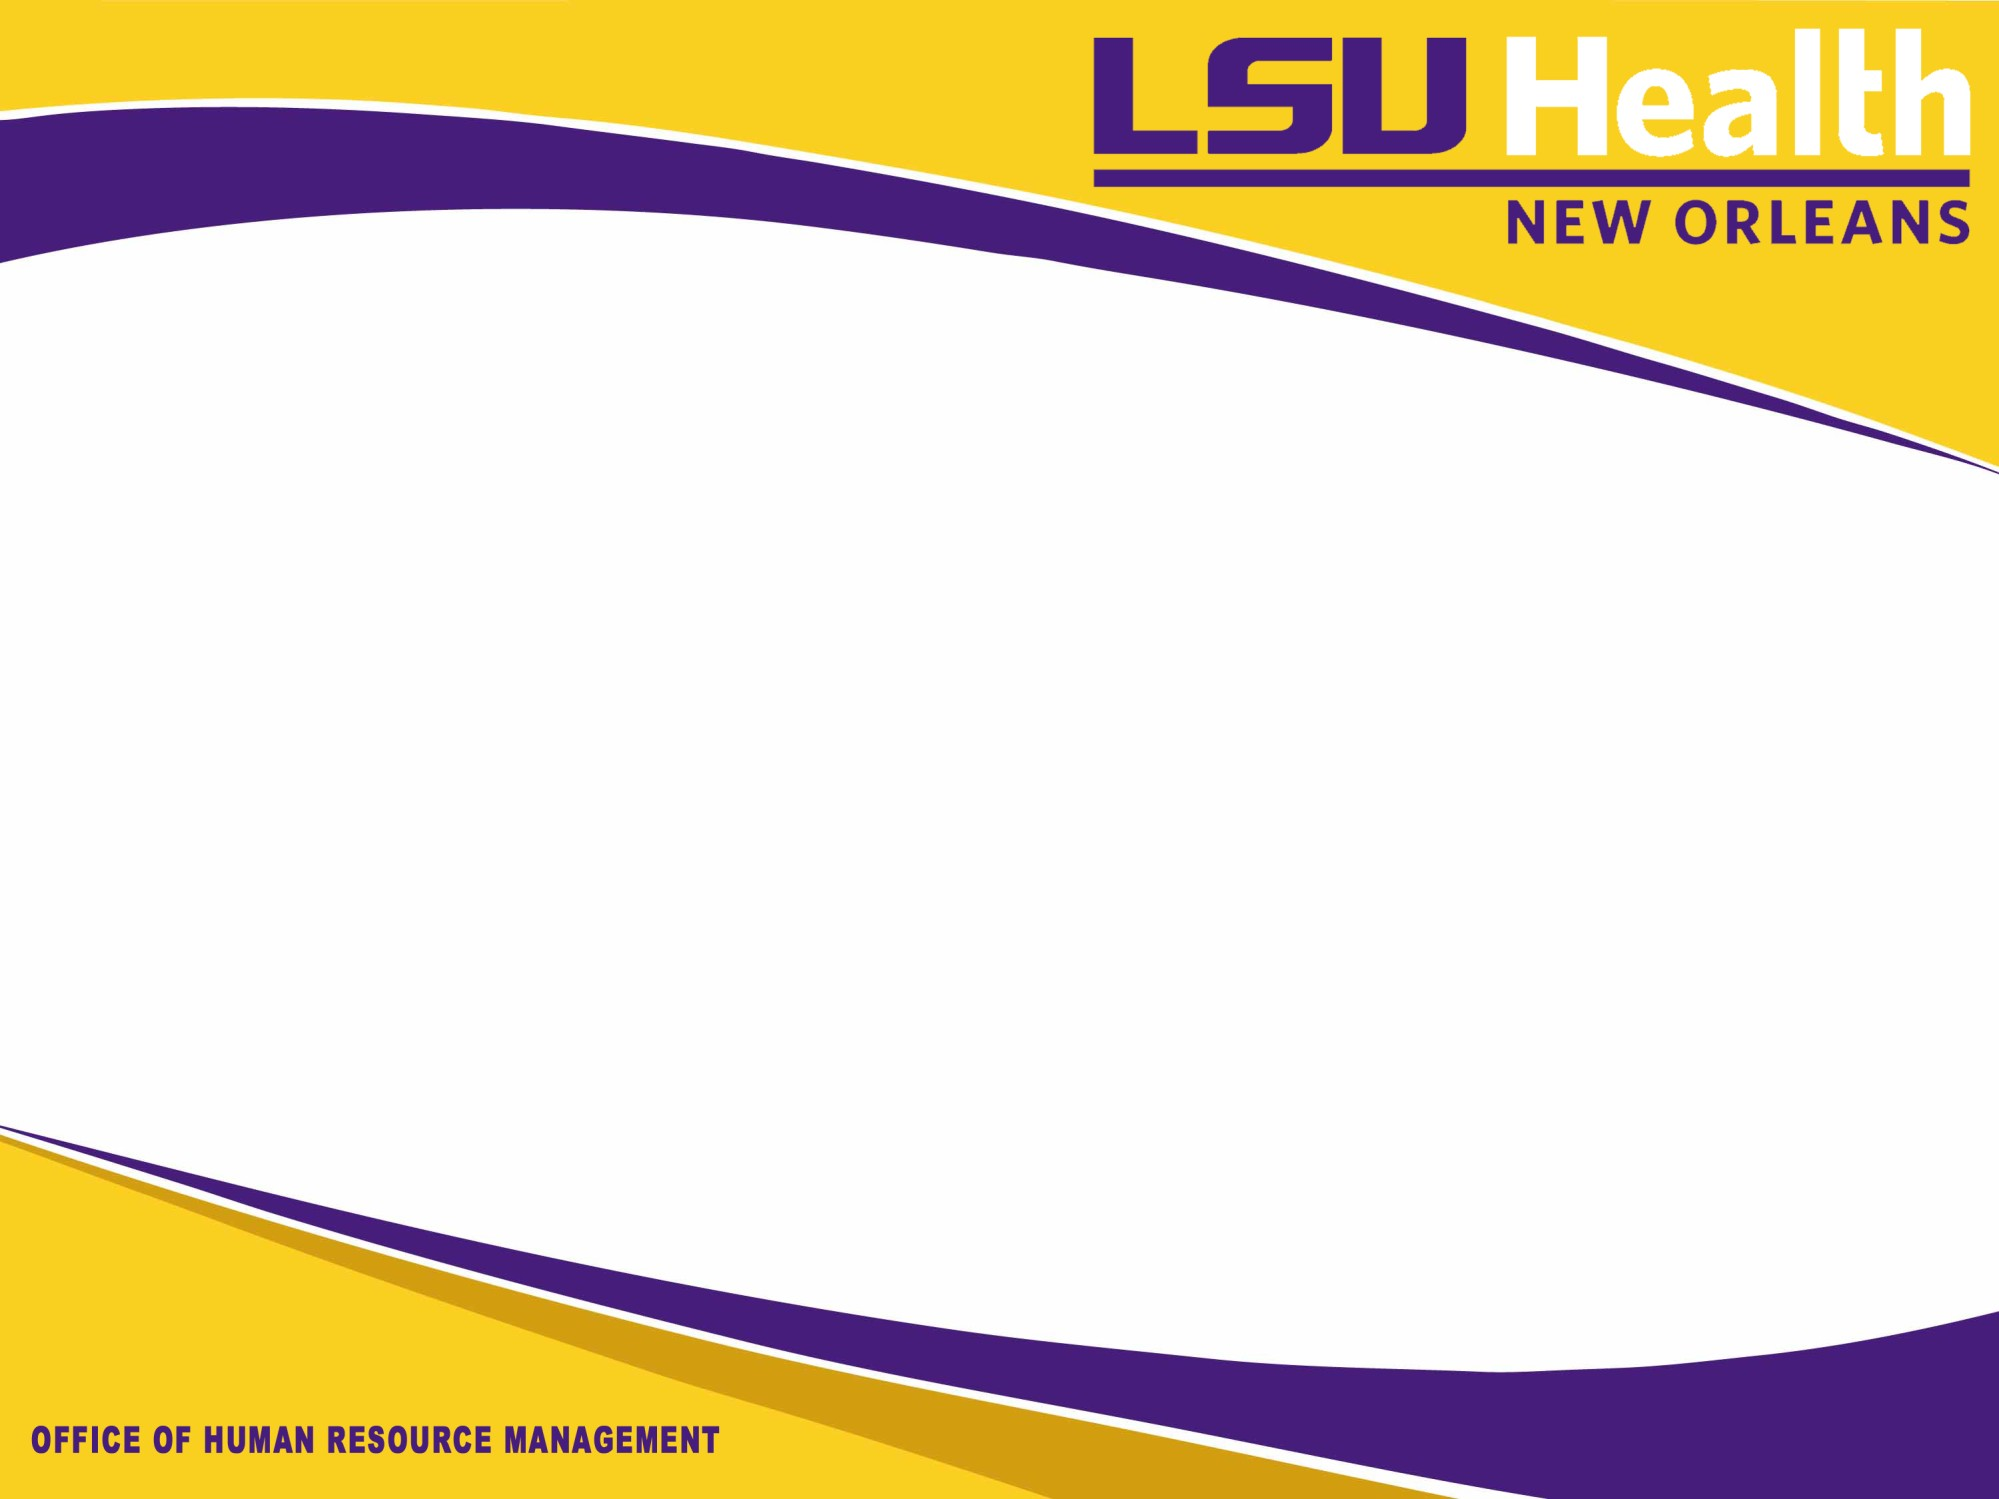 LSU Health
NEW ORLEANS
OFFICE OF HUMAN RESOURCE MANAGEMENT